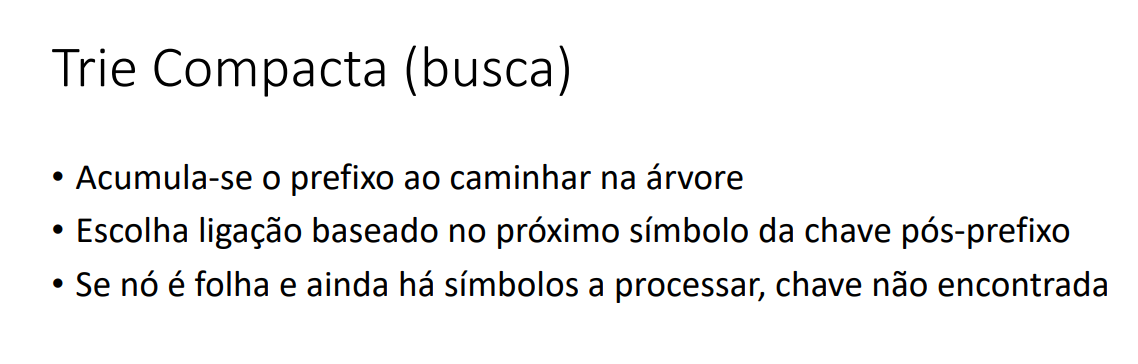 Trie Compacta (busca)
• Acumula-se o prefixo ao caminhar na árvore
• Escolha ligação baseado no próximo símbolo da chave pós-prefixo
• Se nó é folha e ainda há símbolos a processar, chave não encontrada